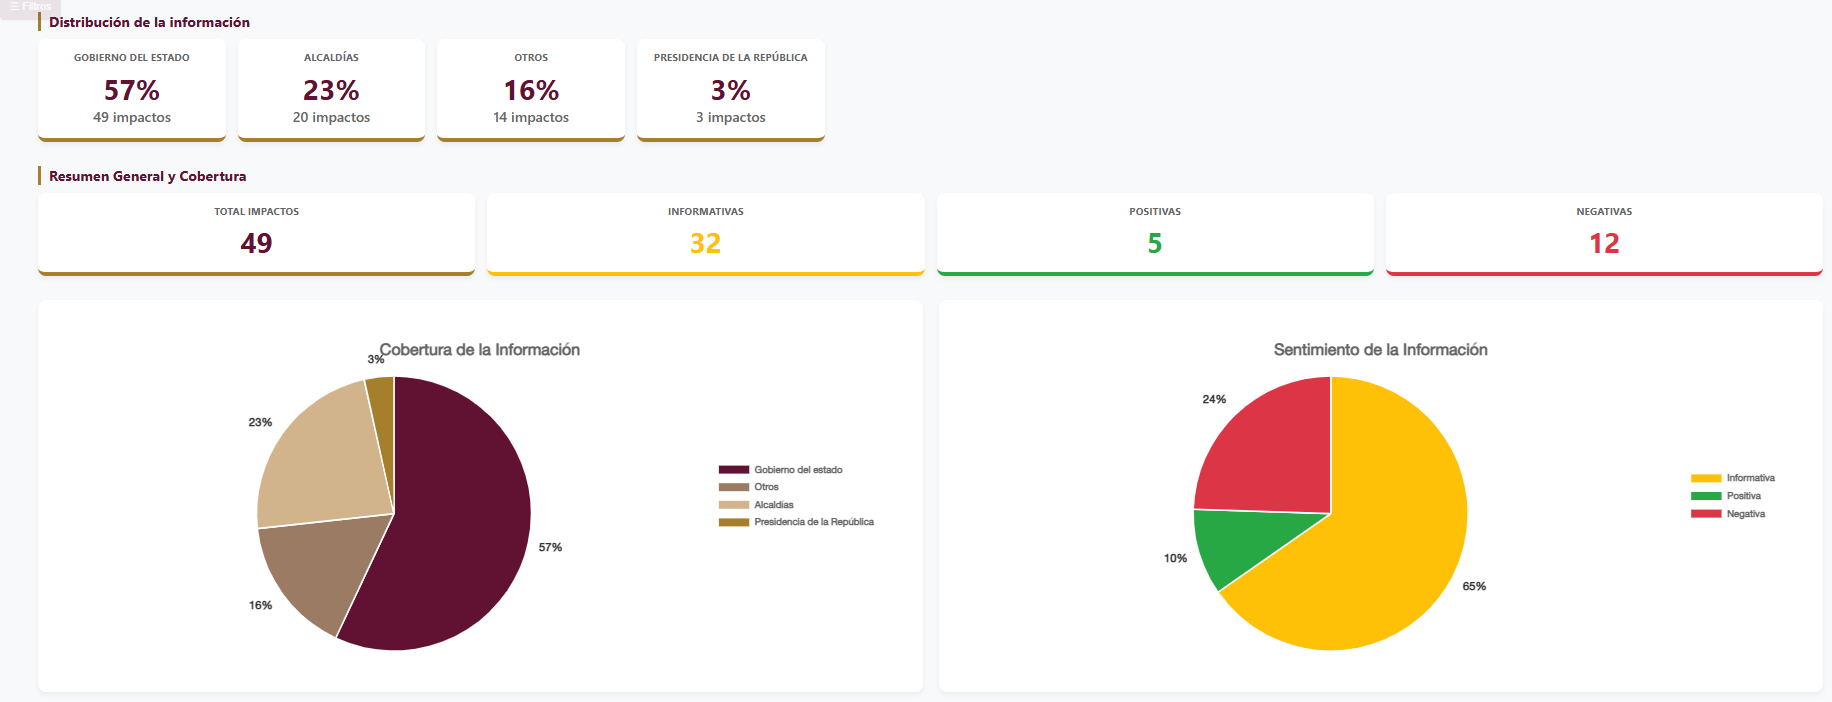 ☰ Filtros
Distribución de la información
GOBIERNO DEL ESTADO
57%
49 impactos
ALCALDÍAS
23%
20 impactos
OTROS
16%
14 impactos
PRESIDENCIA DE LA REPÚBLICA
3%
3 impactos
Resumen General y Cobertura
TOTAL IMPACTOS
49
INFORMATIVAS
32
POSITIVAS
5
NEGATIVAS
12
Cobertura de la Información
3%
23%
16%
57%
Gobierno del estado
Otros
Alcaldías
Presidencia de la República
Sentimiento de la Información
24%
10%
65%
Informativa
Positiva
Negativa